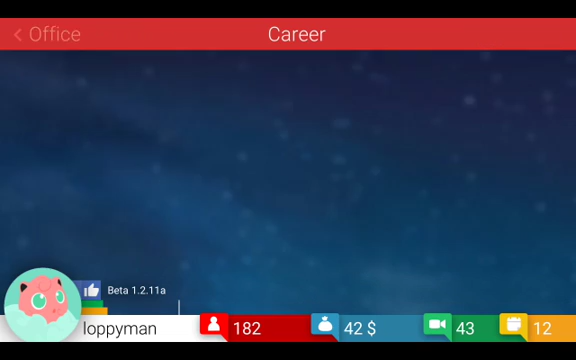 Office
Career
Beta 1.2.11a
loppyman
182
42 $
43
12